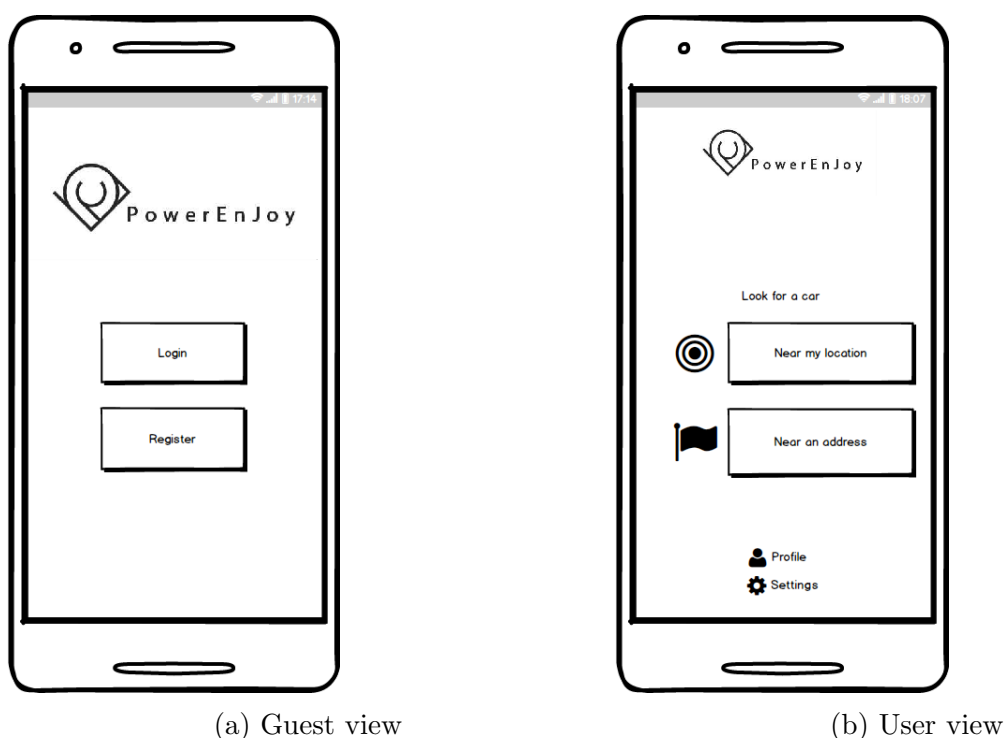 17:14
PowerEnJoy
Login
Register
(a) Guest view
18:07
PowerEnJoy
Look for a car
Near my location
Near an address
Profile
Settings
(b) User view